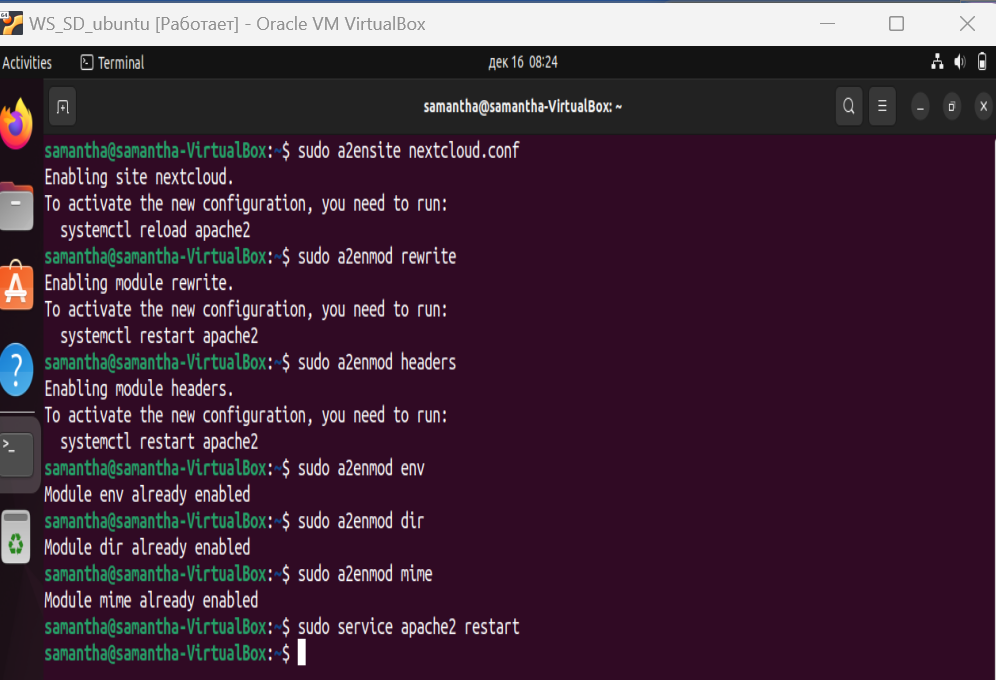 WS_SD_ubuntu [Работает] - Oracle VM VirtualBox
Activities Terminal дек 16 08:24
samantha@samantha-VirtualBox: ~
samantha@samantha-VirtualBox:~$ sudo a2ensite nextcloud.conf
Enabling site nextcloud.
To activate the new configuration, you need to run:
  systemctl reload apache2
samantha@samantha-VirtualBox:~$ sudo a2enmod rewrite
Enabling module rewrite.
To activate the new configuration, you need to run:
  systemctl restart apache2
samantha@samantha-VirtualBox:~$ sudo a2enmod headers
Enabling module headers.
To activate the new configuration, you need to run:
  systemctl restart apache2
samantha@samantha-VirtualBox:~$ sudo a2enmod env
Module env already enabled
samantha@samantha-VirtualBox:~$ sudo a2enmod dir
Module dir already enabled
samantha@samantha-VirtualBox:~$ sudo a2enmod mime
Module mime already enabled
samantha@samantha-VirtualBox:~$ sudo service apache2 restart
samantha@samantha-VirtualBox:~$